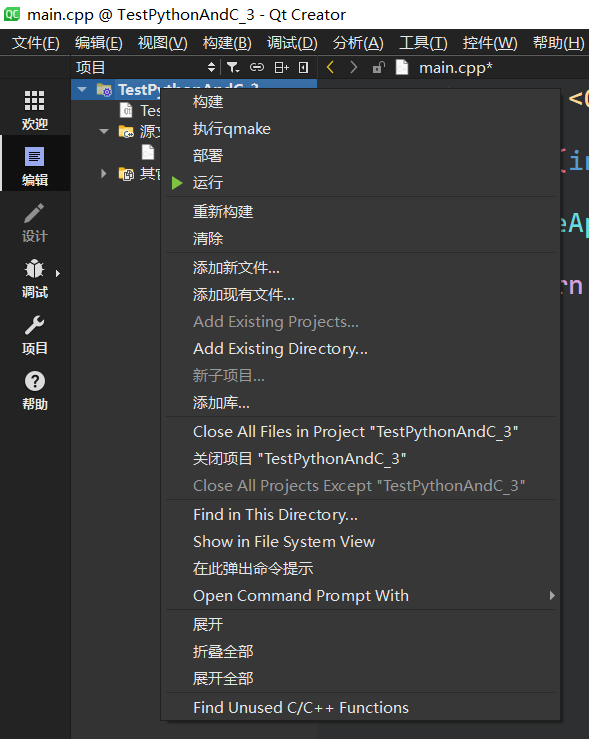 main.cpp @ TestPythonAndC_3 - Qt Creator
文件(F) 编辑(E) 视图(V) 构建(B) 调试(D) 分析(A) 工具(T) 控件(W) 帮助(H)
项目 main.cpp*
TestPythonAndC_3
欢迎
编辑
设计
调试
项目
帮助
Tes
源文
其它
构建
执行qmake
部署
运行
重新构建
清除
添加新文件...
添加现有文件...
Add Existing Projects...
Add Existing Directory...
新子项目...
添加库...
Close All Files in Project "TestPythonAndC_3"
关闭项目 "TestPythonAndC_3"
Close All Projects Except "TestPythonAndC_3"
Find in This Directory...
Show in File System View
在此弹出命令提示
Open Command Prompt With
展开
折叠全部
展开全部
Find Unused C/C++ Functions
(in
eAp
rn